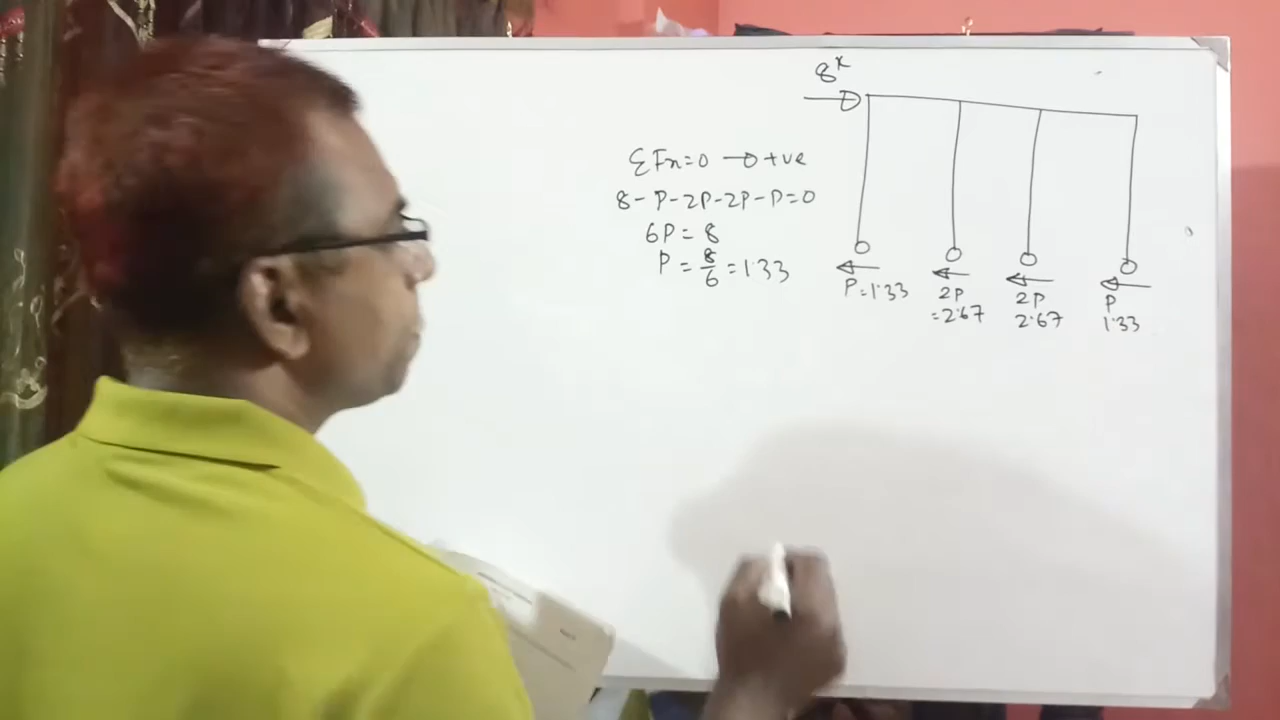 8ᵏ
ΣFx=0 → +ve
8-P-2P-2P-P=0
6P = 8
P = 8/6 = 1.33
P=1.33
2P
=2.67
2P
2.67
P
1.33